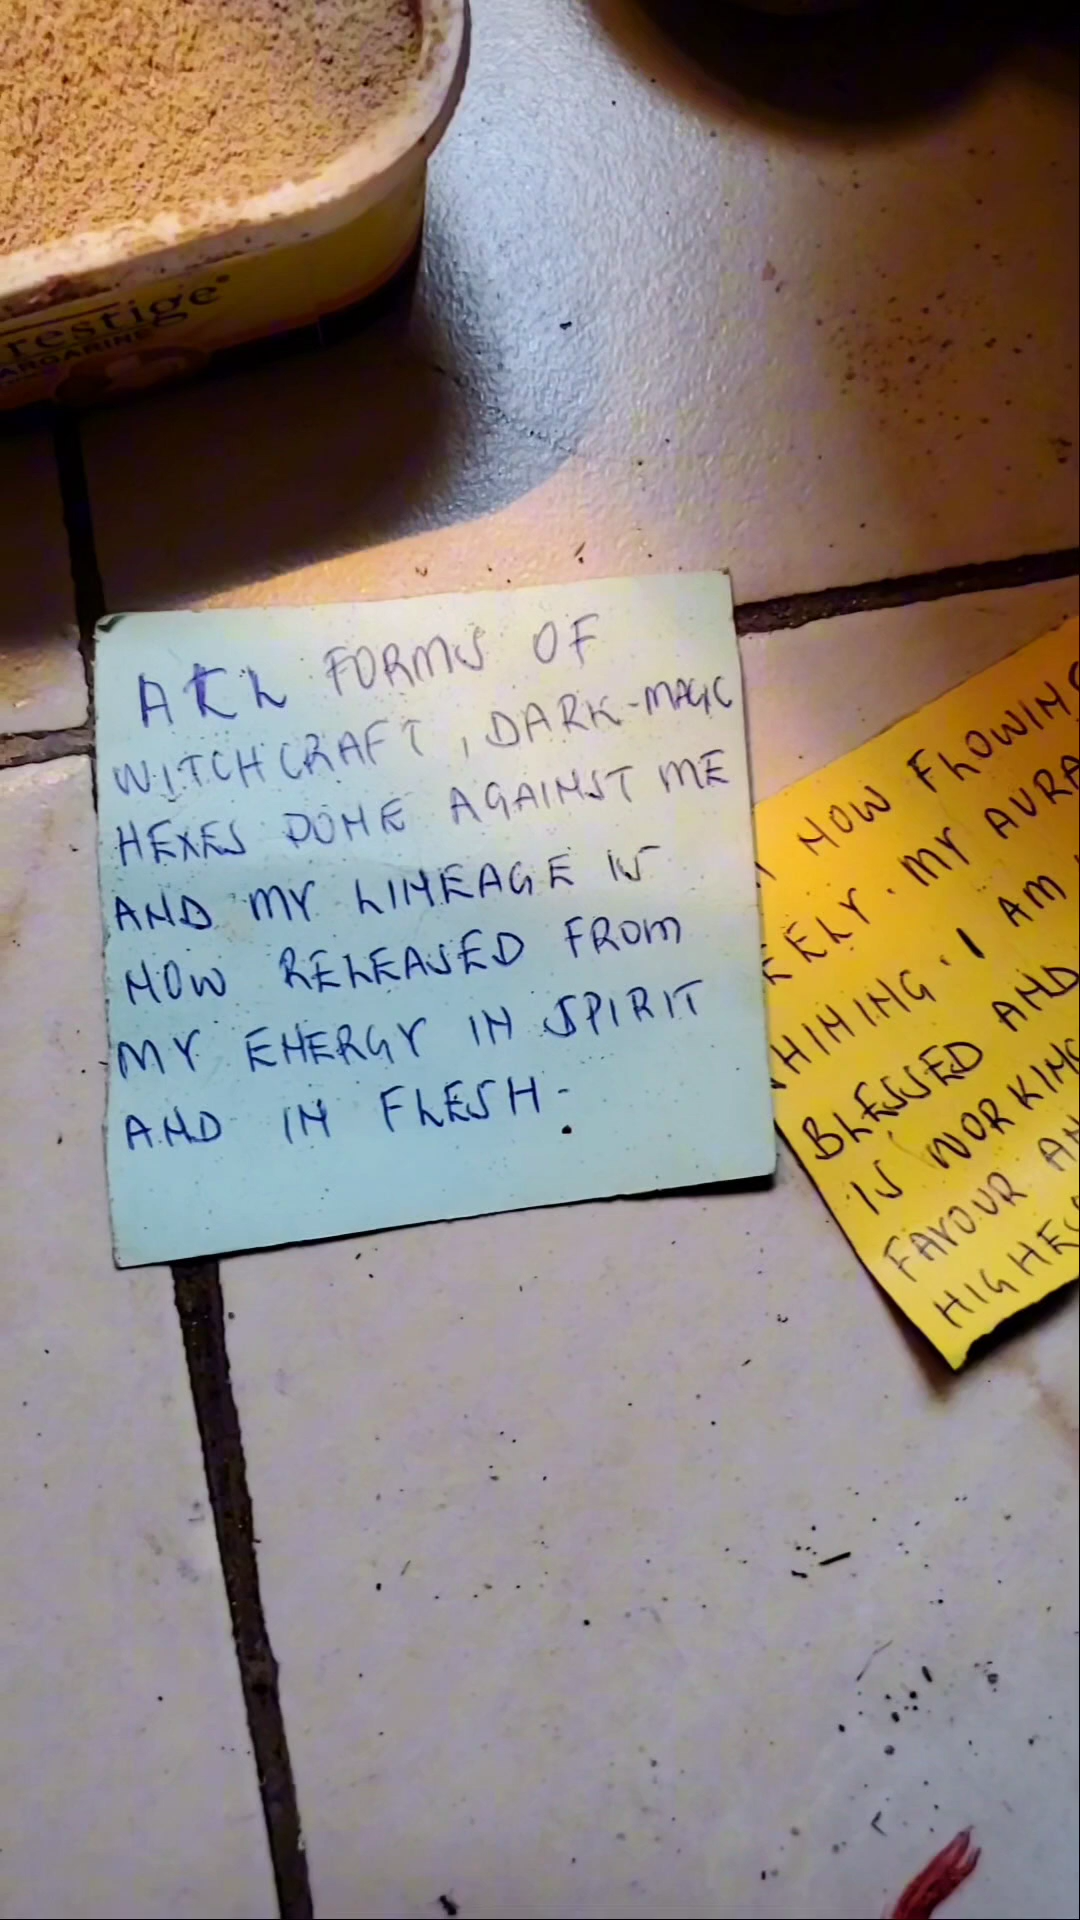 restige
ARGARINE
ALL FORMS OF
WITCHCRAFT, DARK-MAGIC
HEXES DONE AGAINST ME
AND MY LINEAGE IS
NOW RELEASED FROM
MY ENERGY IN SPIRIT
AND IN FLESH.
NOW FLOWING
EELY. MY AURA
HINING. I AM
BLESSED AND
IS WORKING
FAVOUR AN
HIGHES